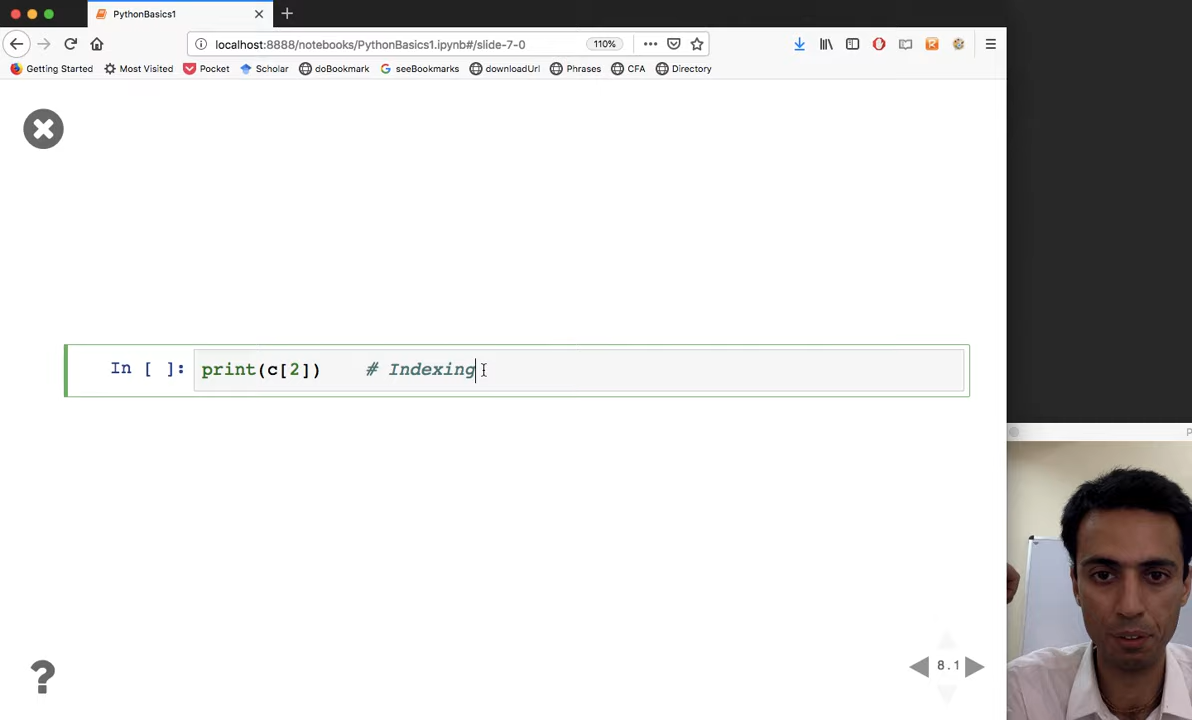 PythonBasics1
localhost:8888/notebooks/PythonBasics1.ipynb#/slide-7-0
110%
Getting Started Most Visited Pocket Scholar doBookmark seeBookmarks downloadUrl Phrases CFA Directory
In [ ]: print(c[2]) # Indexing
?
8.1
P